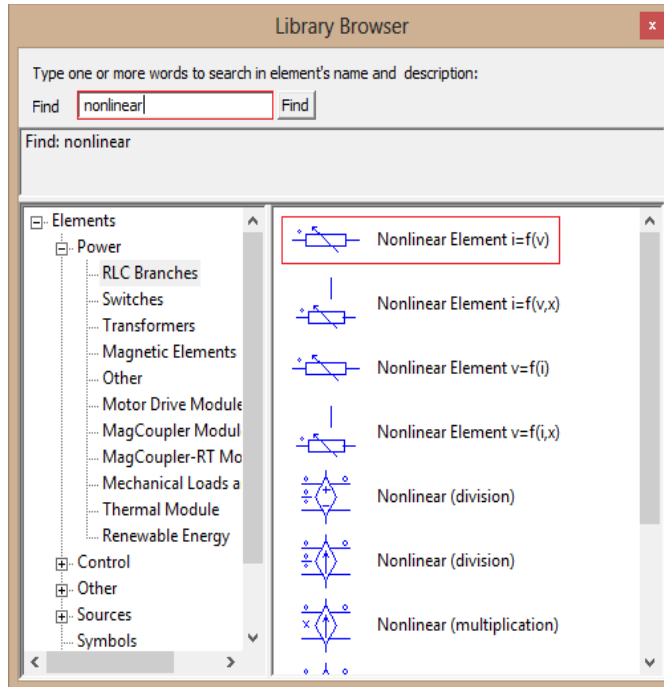 Library Browser
x
Type one or more words to search in element's name and description:
Find nonlinear Find
Find: nonlinear
Elements
Power
RLC Branches
Switches
Transformers
Magnetic Elements
Other
Motor Drive Module
MagCoupler Modul
MagCoupler-RT Mo
Mechanical Loads a
Thermal Module
Renewable Energy
Control
Other
Sources
Symbols
Nonlinear Element i=f(v)
Nonlinear Element i=f(v,x)
Nonlinear Element v=f(i)
Nonlinear Element v=f(i,x)
Nonlinear (division)
Nonlinear (division)
Nonlinear (multiplication)